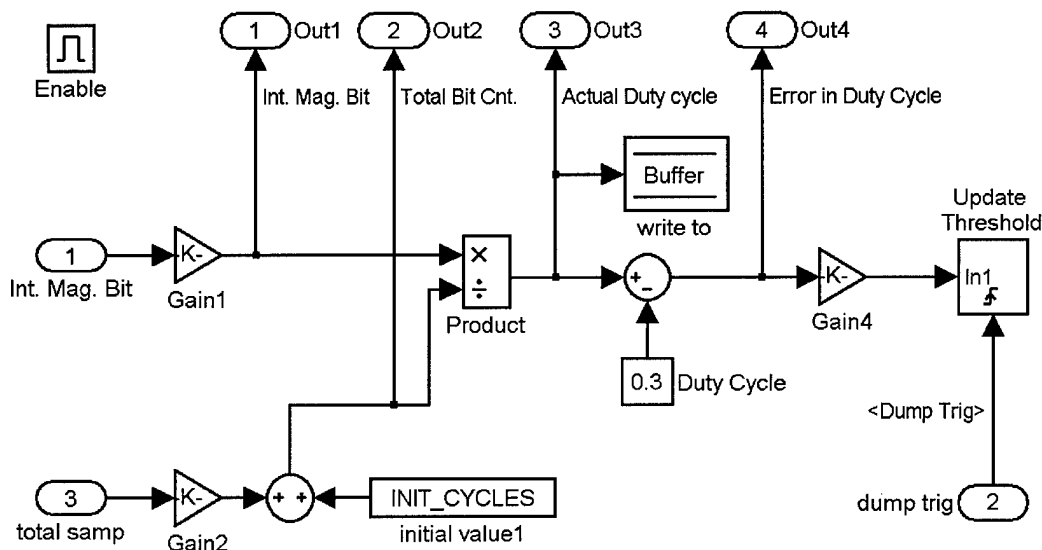 1 Out1
2 Out2
3 Out3
4 Out4
Enable
Int. Mag. Bit
Total Bit Cnt.
Actual Duty cycle
Error in Duty Cycle
Buffer
write to
Update
Threshold
1
Int. Mag. Bit
-K-
Gain1
×
÷
Product
+
−
-K-
Gain4
In1
0.3 Duty Cycle
<Dump Trig>
3
total samp
-K-
Gain2
+ +
INIT_CYCLES
initial value1
dump trig 2